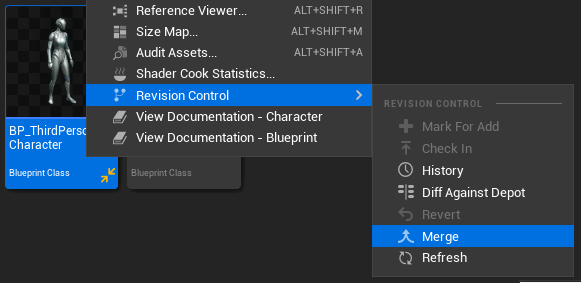 Reference Viewer... ALT+SHIFT+R
Size Map... ALT+SHIFT+M
Audit Assets... ALT+SHIFT+A
Shader Cook Statistics...
Revision Control
View Documentation - Character
View Documentation - Blueprint
BP_ThirdPerso
Character
Blueprint Class
Blueprint Class
REVISION CONTROL
Mark For Add
Check In
History
Diff Against Depot
Revert
Merge
Refresh